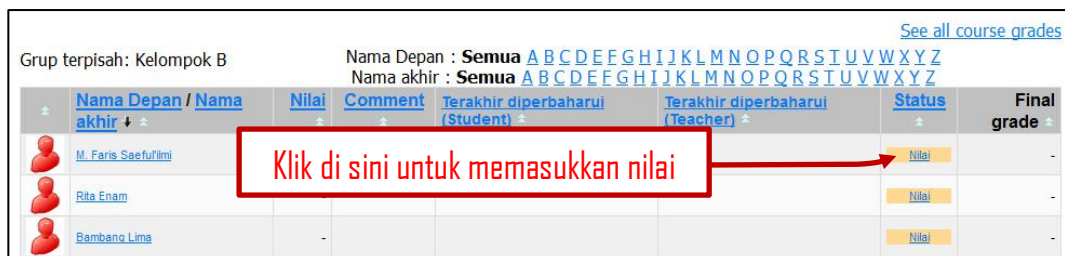 See all course grades
Grup terpisah: Kelompok B
Nama Depan : Semua A B C D E F G H I J K L M N O P Q R S T U V W X Y Z
Nama akhir : Semua A B C D E F G H I J K L M N O P Q R S T U V W X Y Z
Nama Depan / Nama akhir Nilai Comment Terakhir diperbaharui (Student) Terakhir diperbaharui (Teacher) Status Final grade
M. Faris Saeful'ilmi Nilai -
Klik di sini untuk memasukkan nilai
Rita Enam - Nilai -
Bambang Lima - Nilai -